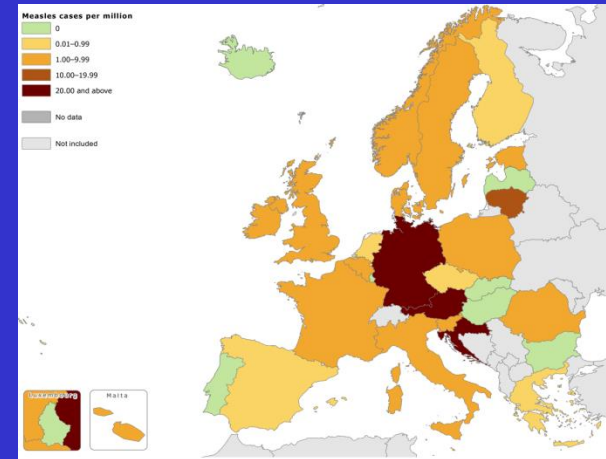 Measles cases per million
0
0.01–0.99
1.00–9.99
10.00–19.99
20.00 and above
No data
Not included
Luxembourg
Malta